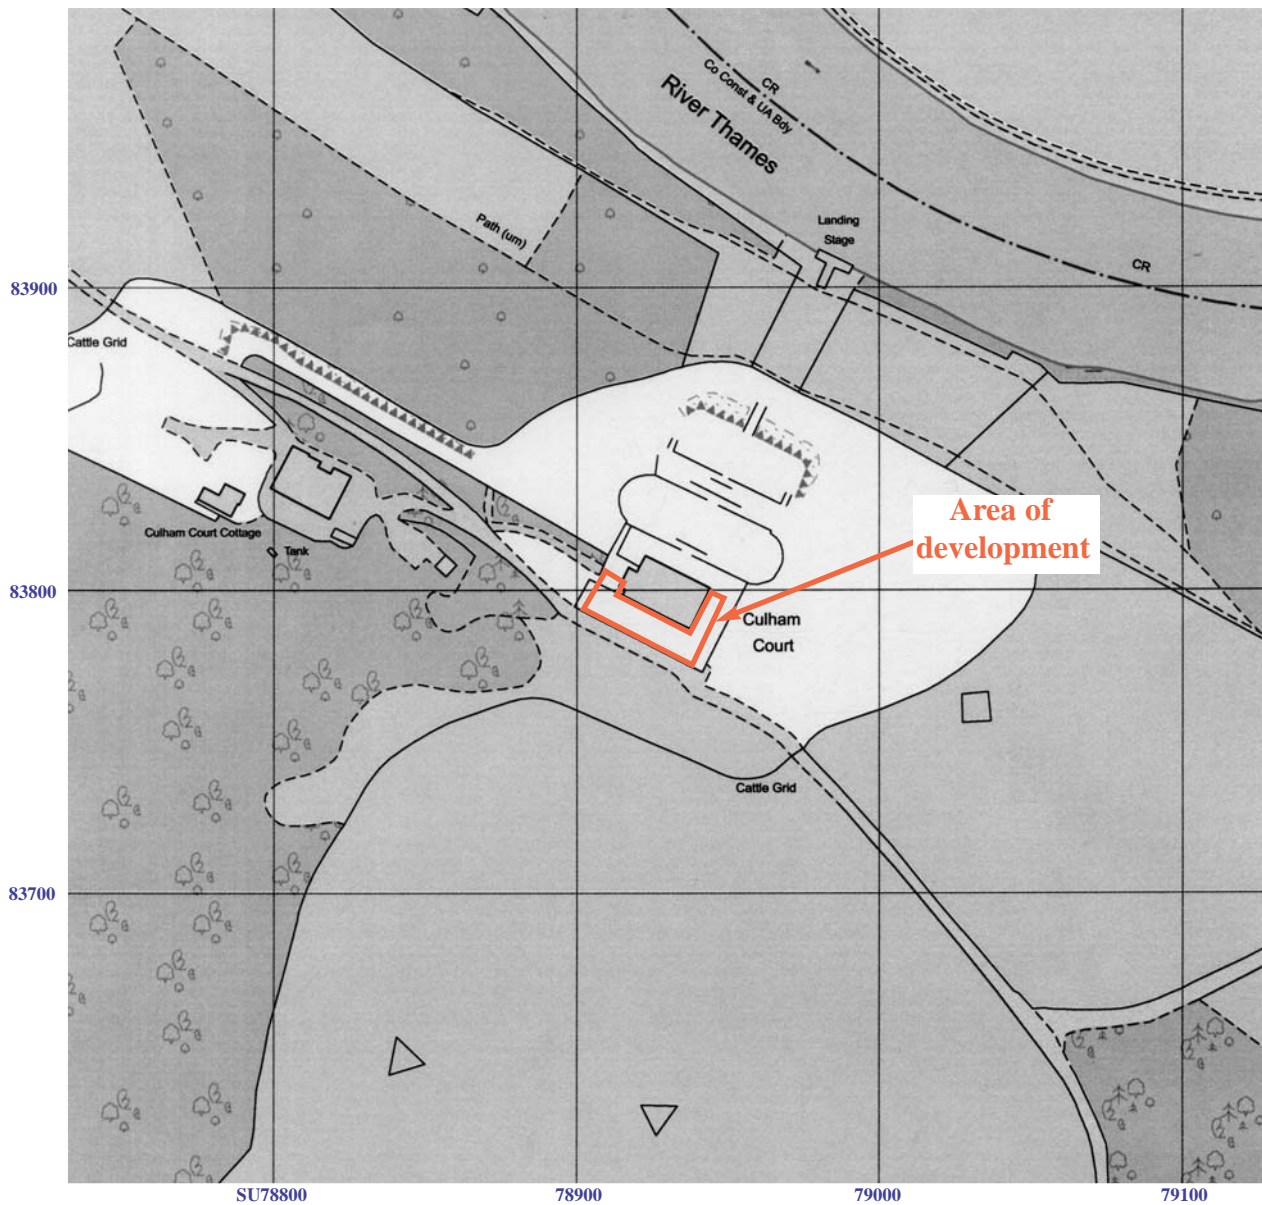 CR
Co Const & UA Bdy
River Thames
Landing
Stage
Path (um)
CR
83900
Cattle Grid
Area of
development
Culham Court Cottage
Tank
83800
Culham
Court
Cattle Grid
83700
SU78800
78900
79000
79100